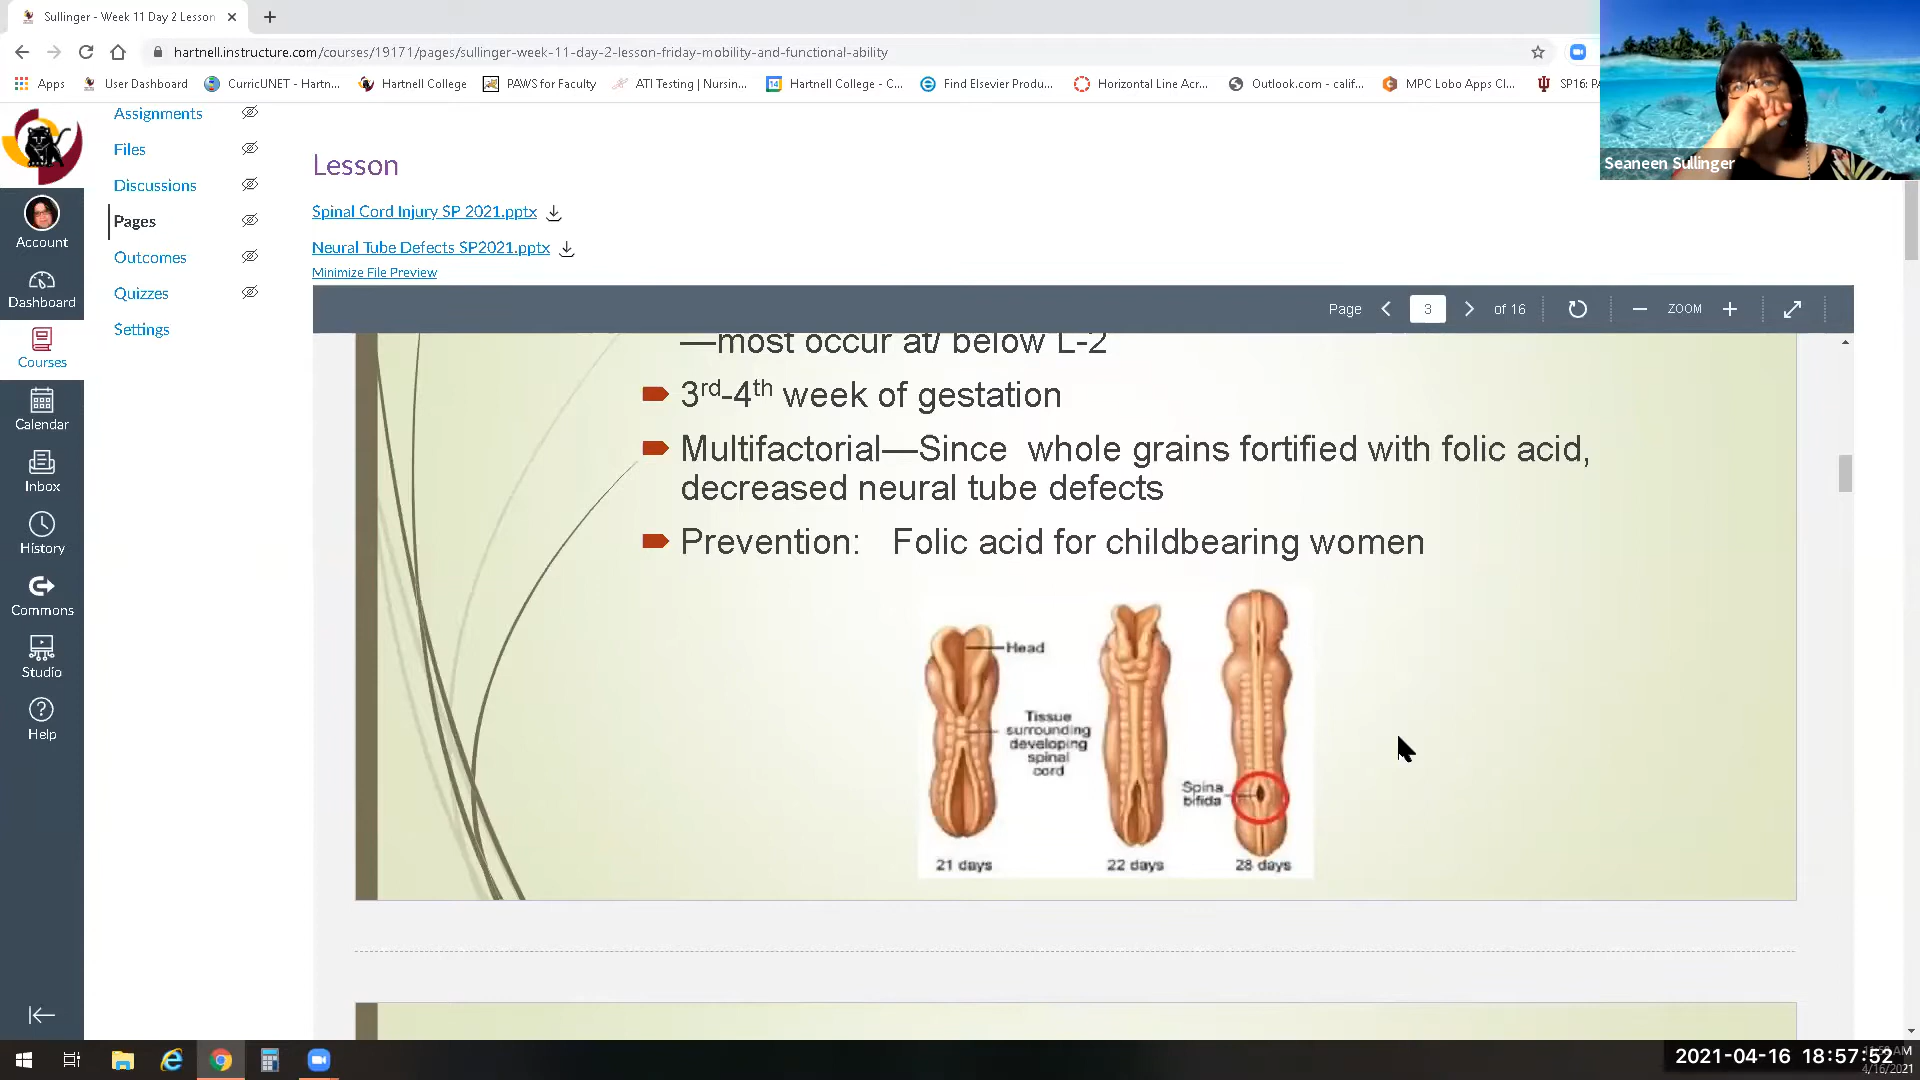 Sullinger - Week 11 Day 2 Lesson
hartnell.instructure.com/courses/19171/pages/sullinger-week-11-day-2-lesson-friday-mobility-and-functional-ability
Apps
User Dashboard
CurricUNET - Hartn...
Hartnell College
PAWS for Faculty
ATI Testing | Nursin...
Hartnell College - C...
Find Elsevier Produ...
Horizontal Line Acr...
Outlook.com - calif...
MPC Lobo Apps Cl...
SP16: PA
Seaneen Sullinger
Account
Dashboard
Courses
Calendar
Inbox
History
Commons
Studio
Help
Assignments
Files
Discussions
Pages
Outcomes
Quizzes
Settings
Lesson
Spinal Cord Injury SP 2021.pptx
Neural Tube Defects SP2021.pptx
Minimize File Preview
Page 3 of 16 ZOOM
—most occur at/ below L-2
3rd-4th week of gestation
Multifactorial—Since whole grains fortified with folic acid,
decreased neural tube defects
Prevention: Folic acid for childbearing women
Head
Tissue
surrounding
developing
spinal
cord
Spina
bifida
21 days
22 days
28 days
2021-04-16 18:57:52
4/16/2021